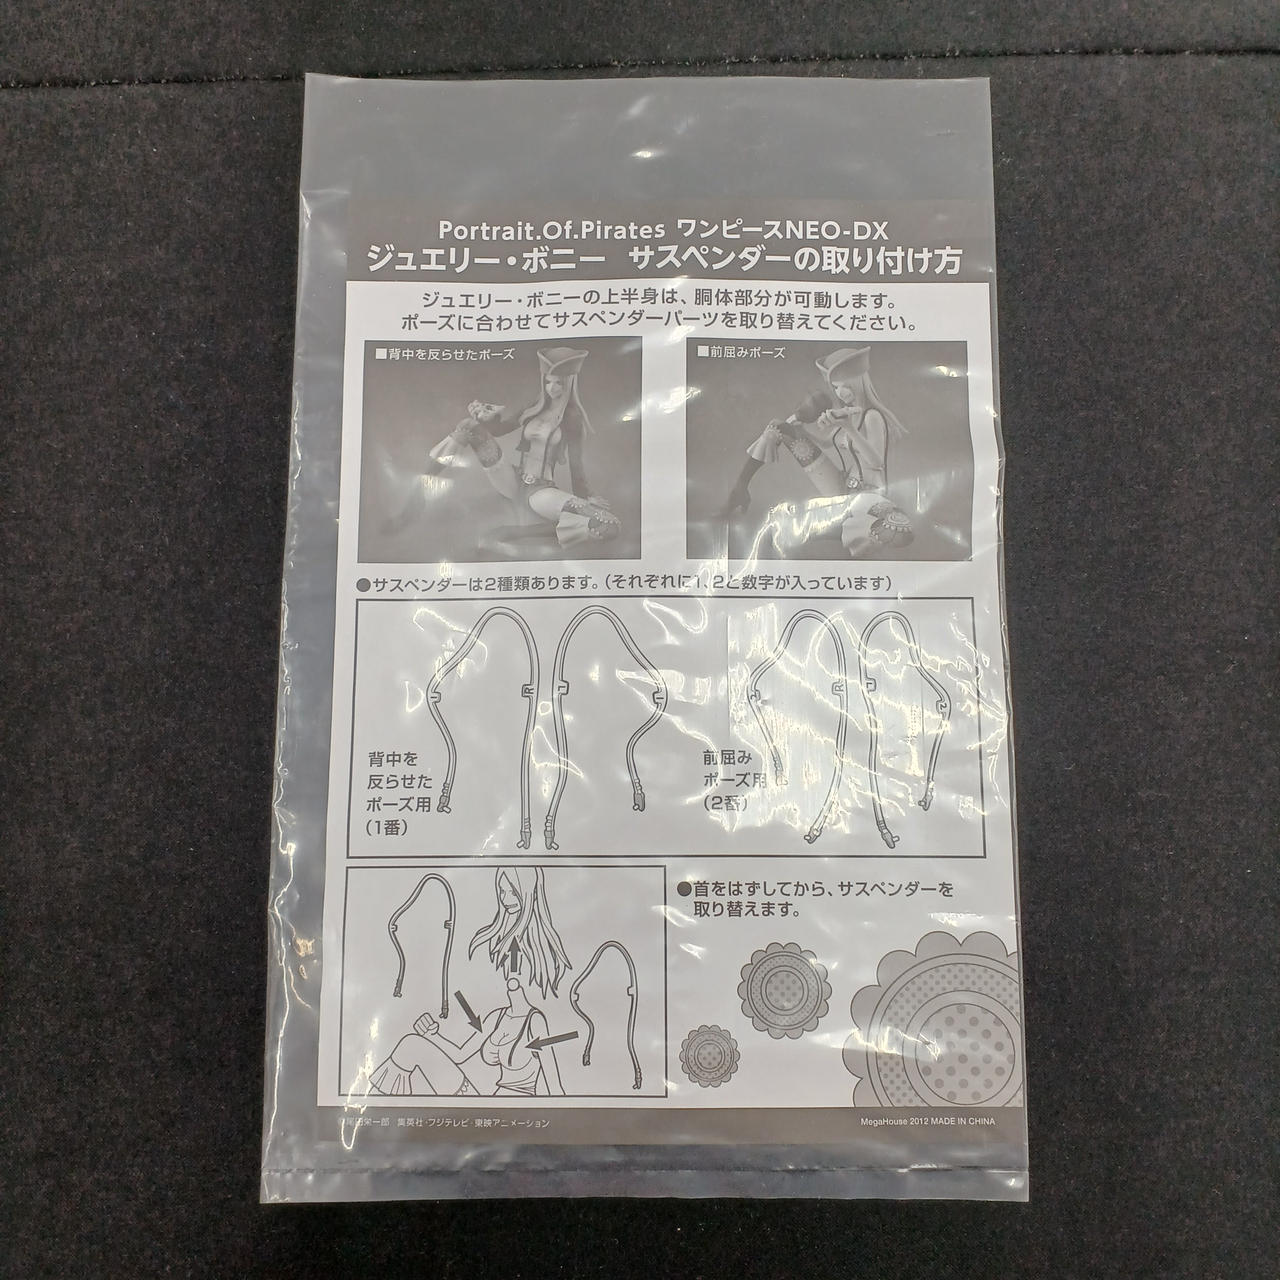 Portrait.Of.Pirates ワンピースNEO-DX
ジュエリー・ボニー サスペンダーの取り付け方
ジュエリー・ボニーの上半身は、胴体部分が可動します。
ポーズに合わせてサスペンダーパーツを取り替えてください。
■背中を反らせたポーズ
■前屈みポーズ
●サスペンダーは2種類あります。(それぞれに1、2と数字が入っています)
R
L
1
2
R
L
2
背中を
反らせた
ポーズ用
(1番)
前屈み
ポーズ用
(2番)
●首をはずしてから、サスペンダーを
取り替えます。
©尾田栄一郎 集英社・フジテレビ・東映アニメーション
MegaHouse 2012 MADE IN CHINA